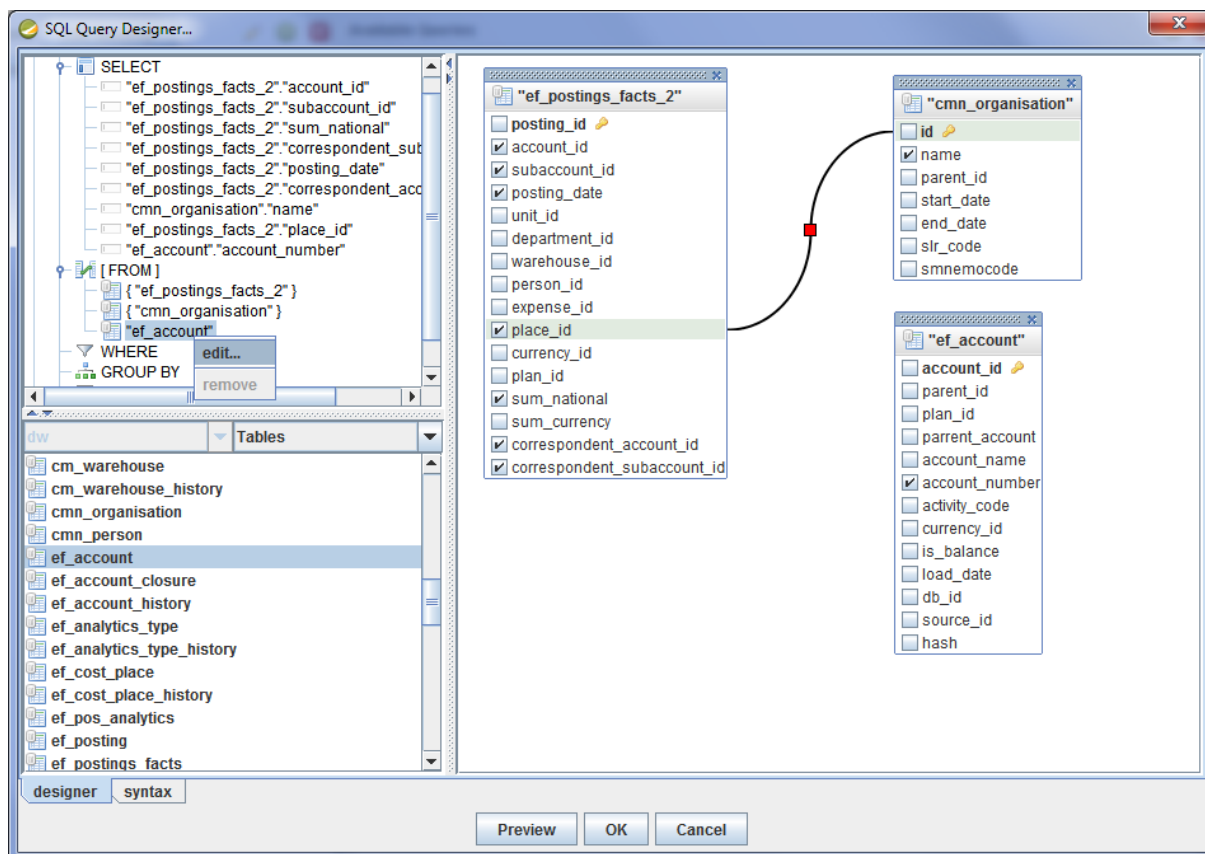 SQL Query Designer...
SELECT
"ef_postings_facts_2"."account_id"
"ef_postings_facts_2"."subaccount_id"
"ef_postings_facts_2"."sum_national"
"ef_postings_facts_2"."correspondent_sub
"ef_postings_facts_2"."posting_date"
"ef_postings_facts_2"."correspondent_acc
"cmn_organisation"."name"
"ef_postings_facts_2"."place_id"
"ef_account"."account_number"
[ FROM ]
{ "ef_postings_facts_2" }
{ "cmn_organisation" }
"ef_account"
WHERE
GROUP BY
edit...
remove
dw
Tables
cm_warehouse
cm_warehouse_history
cmn_organisation
cmn_person
ef_account
ef_account_closure
ef_account_history
ef_analytics_type
ef_analytics_type_history
ef_cost_place
ef_cost_place_history
ef_pos_analytics
ef_posting
ef_postings_facts
"ef_postings_facts_2"
posting_id
account_id
subaccount_id
posting_date
unit_id
department_id
warehouse_id
person_id
expense_id
place_id
currency_id
plan_id
sum_national
sum_currency
correspondent_account_id
correspondent_subaccount_id
"cmn_organisation"
id
name
parent_id
start_date
end_date
slr_code
smnemocode
"ef_account"
account_id
parent_id
plan_id
parrent_account
account_name
account_number
activity_code
currency_id
is_balance
load_date
db_id
source_id
hash
designer
syntax
Preview
OK
Cancel